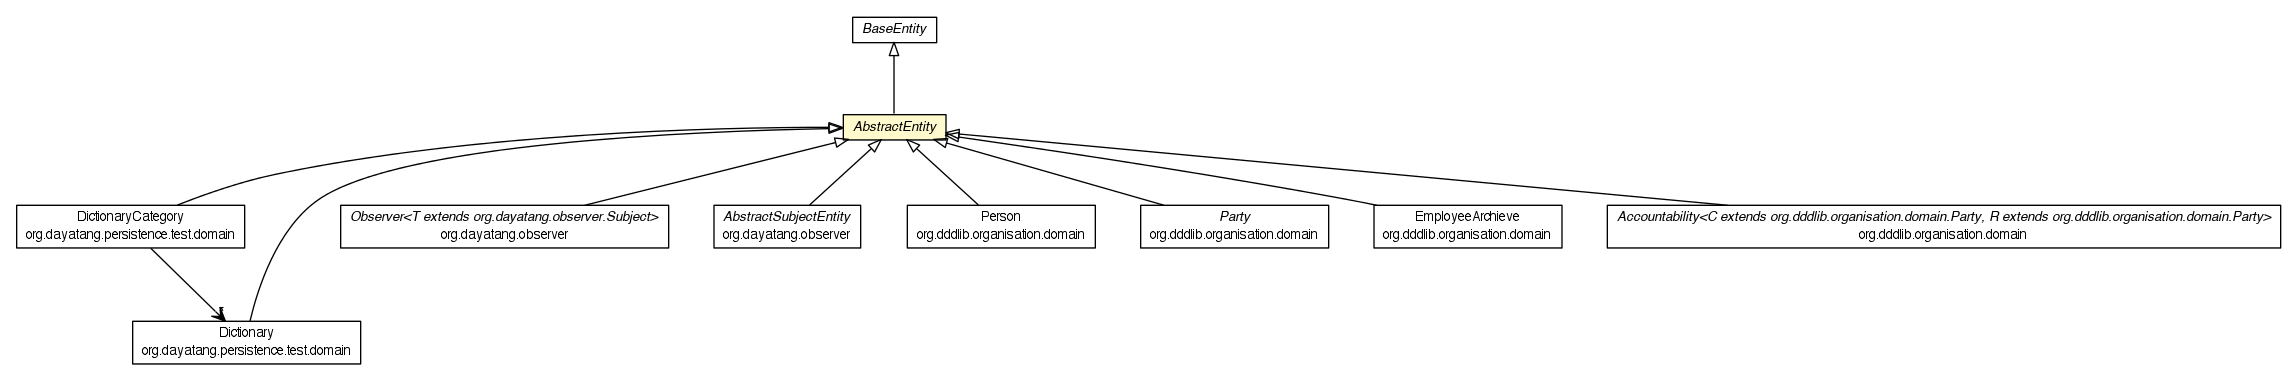 BaseEntity
AbstractEntity
DictionaryCategory
org.dayatang.persistence.test.domain
Observer<T extends org.dayatang.observer.Subject>
org.dayatang.observer
AbstractSubjectEntity
org.dayatang.observer
Person
org.dddlib.organisation.domain
Party
org.dddlib.organisation.domain
EmployeeArchieve
org.dddlib.organisation.domain
Accountability<C extends org.dddlib.organisation.domain.Party, R extends org.dddlib.organisation.domain.Party>
org.dddlib.organisation.domain
Dictionary
org.dayatang.persistence.test.domain